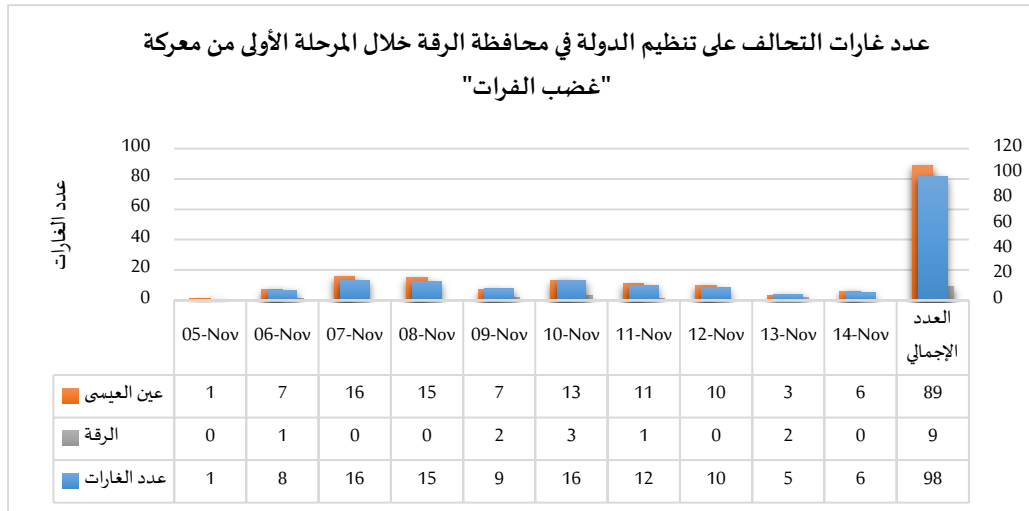 عدد غارات التحالف على تنظيم الدولة في محافظة الرقة خلال المرحلة الأولى من معركة
"غضب الفرات"
عدد الغارات
100
80
60
40
20
0
120
100
80
60
40
20
0
05-Nov 06-Nov 07-Nov 08-Nov 09-Nov 10-Nov 11-Nov 12-Nov 13-Nov 14-Nov العدد الإجمالي
عين العيسى 1 7 16 15 7 13 11 10 3 6 89
الرقة 0 1 0 0 2 3 1 0 2 0 9
عدد الغارات 1 8 16 15 9 16 12 10 5 6 98